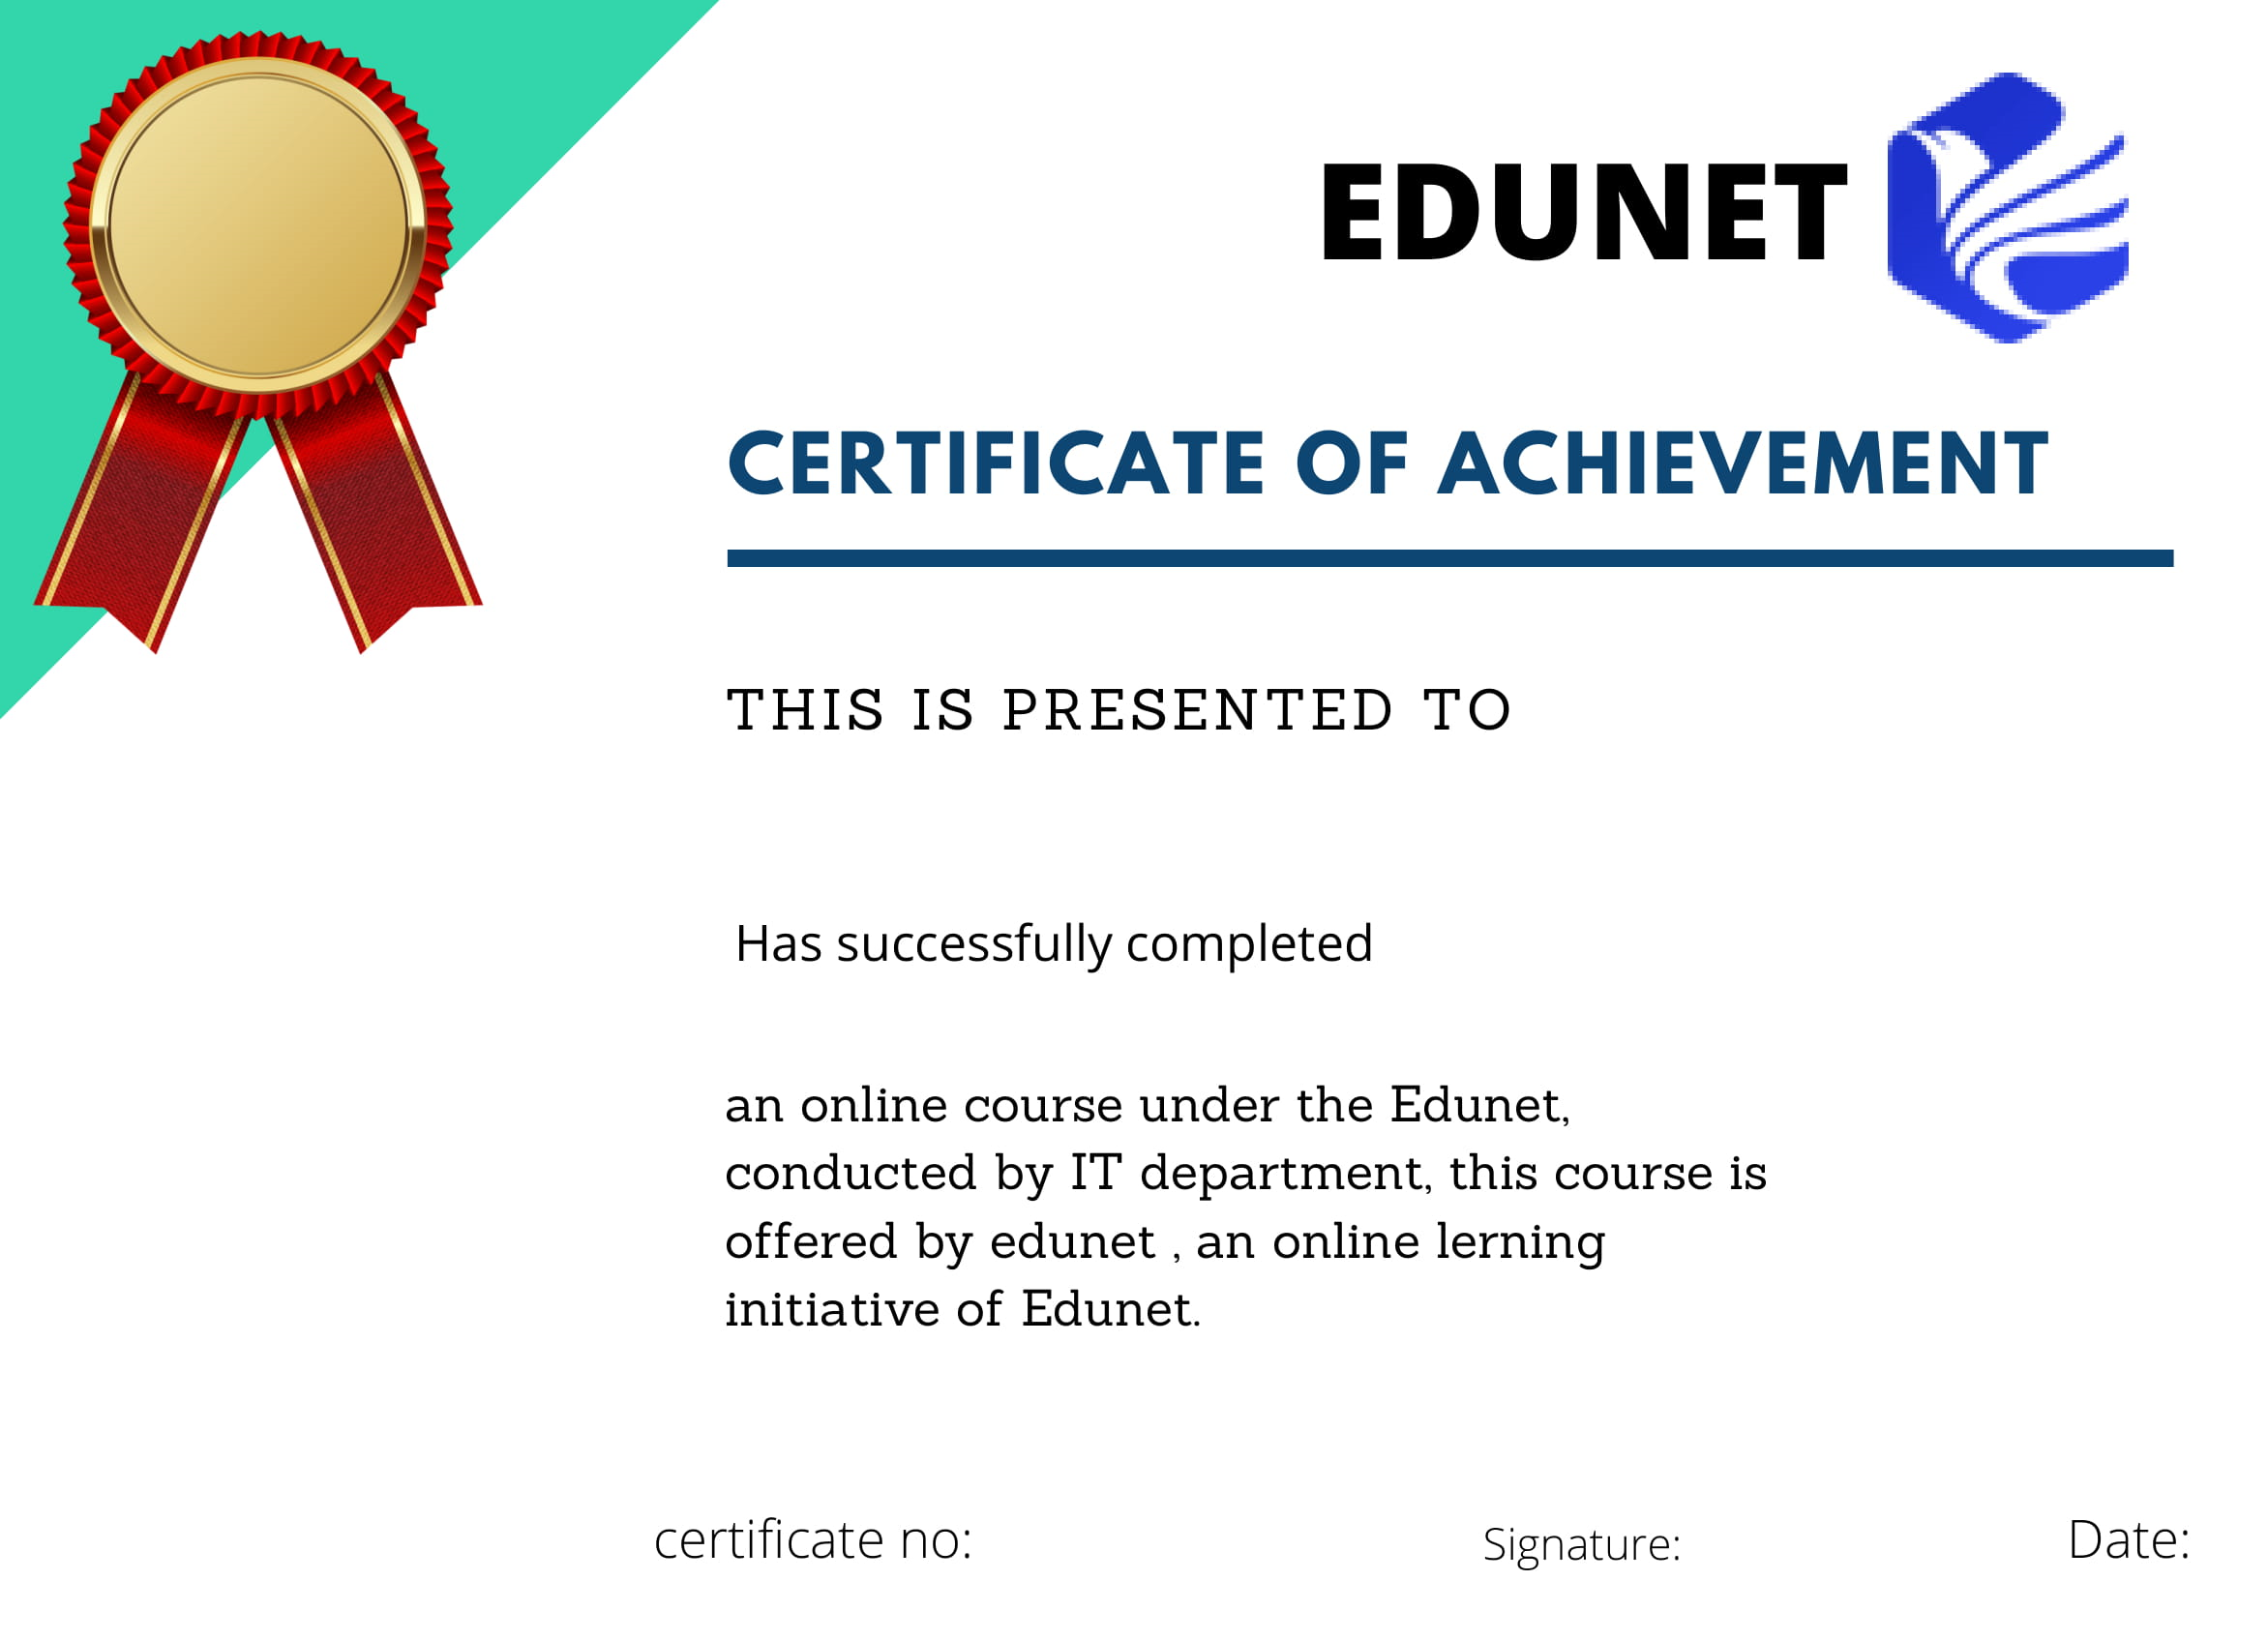 EDUNET
CERTIFICATE OF ACHIEVEMENT
THIS IS PRESENTED TO
Has successfully completed
an online course under the Edunet,
conducted by IT department, this course is
offered by edunet , an online lerning
initiative of Edunet.
certificate no:
Signature:
Date: